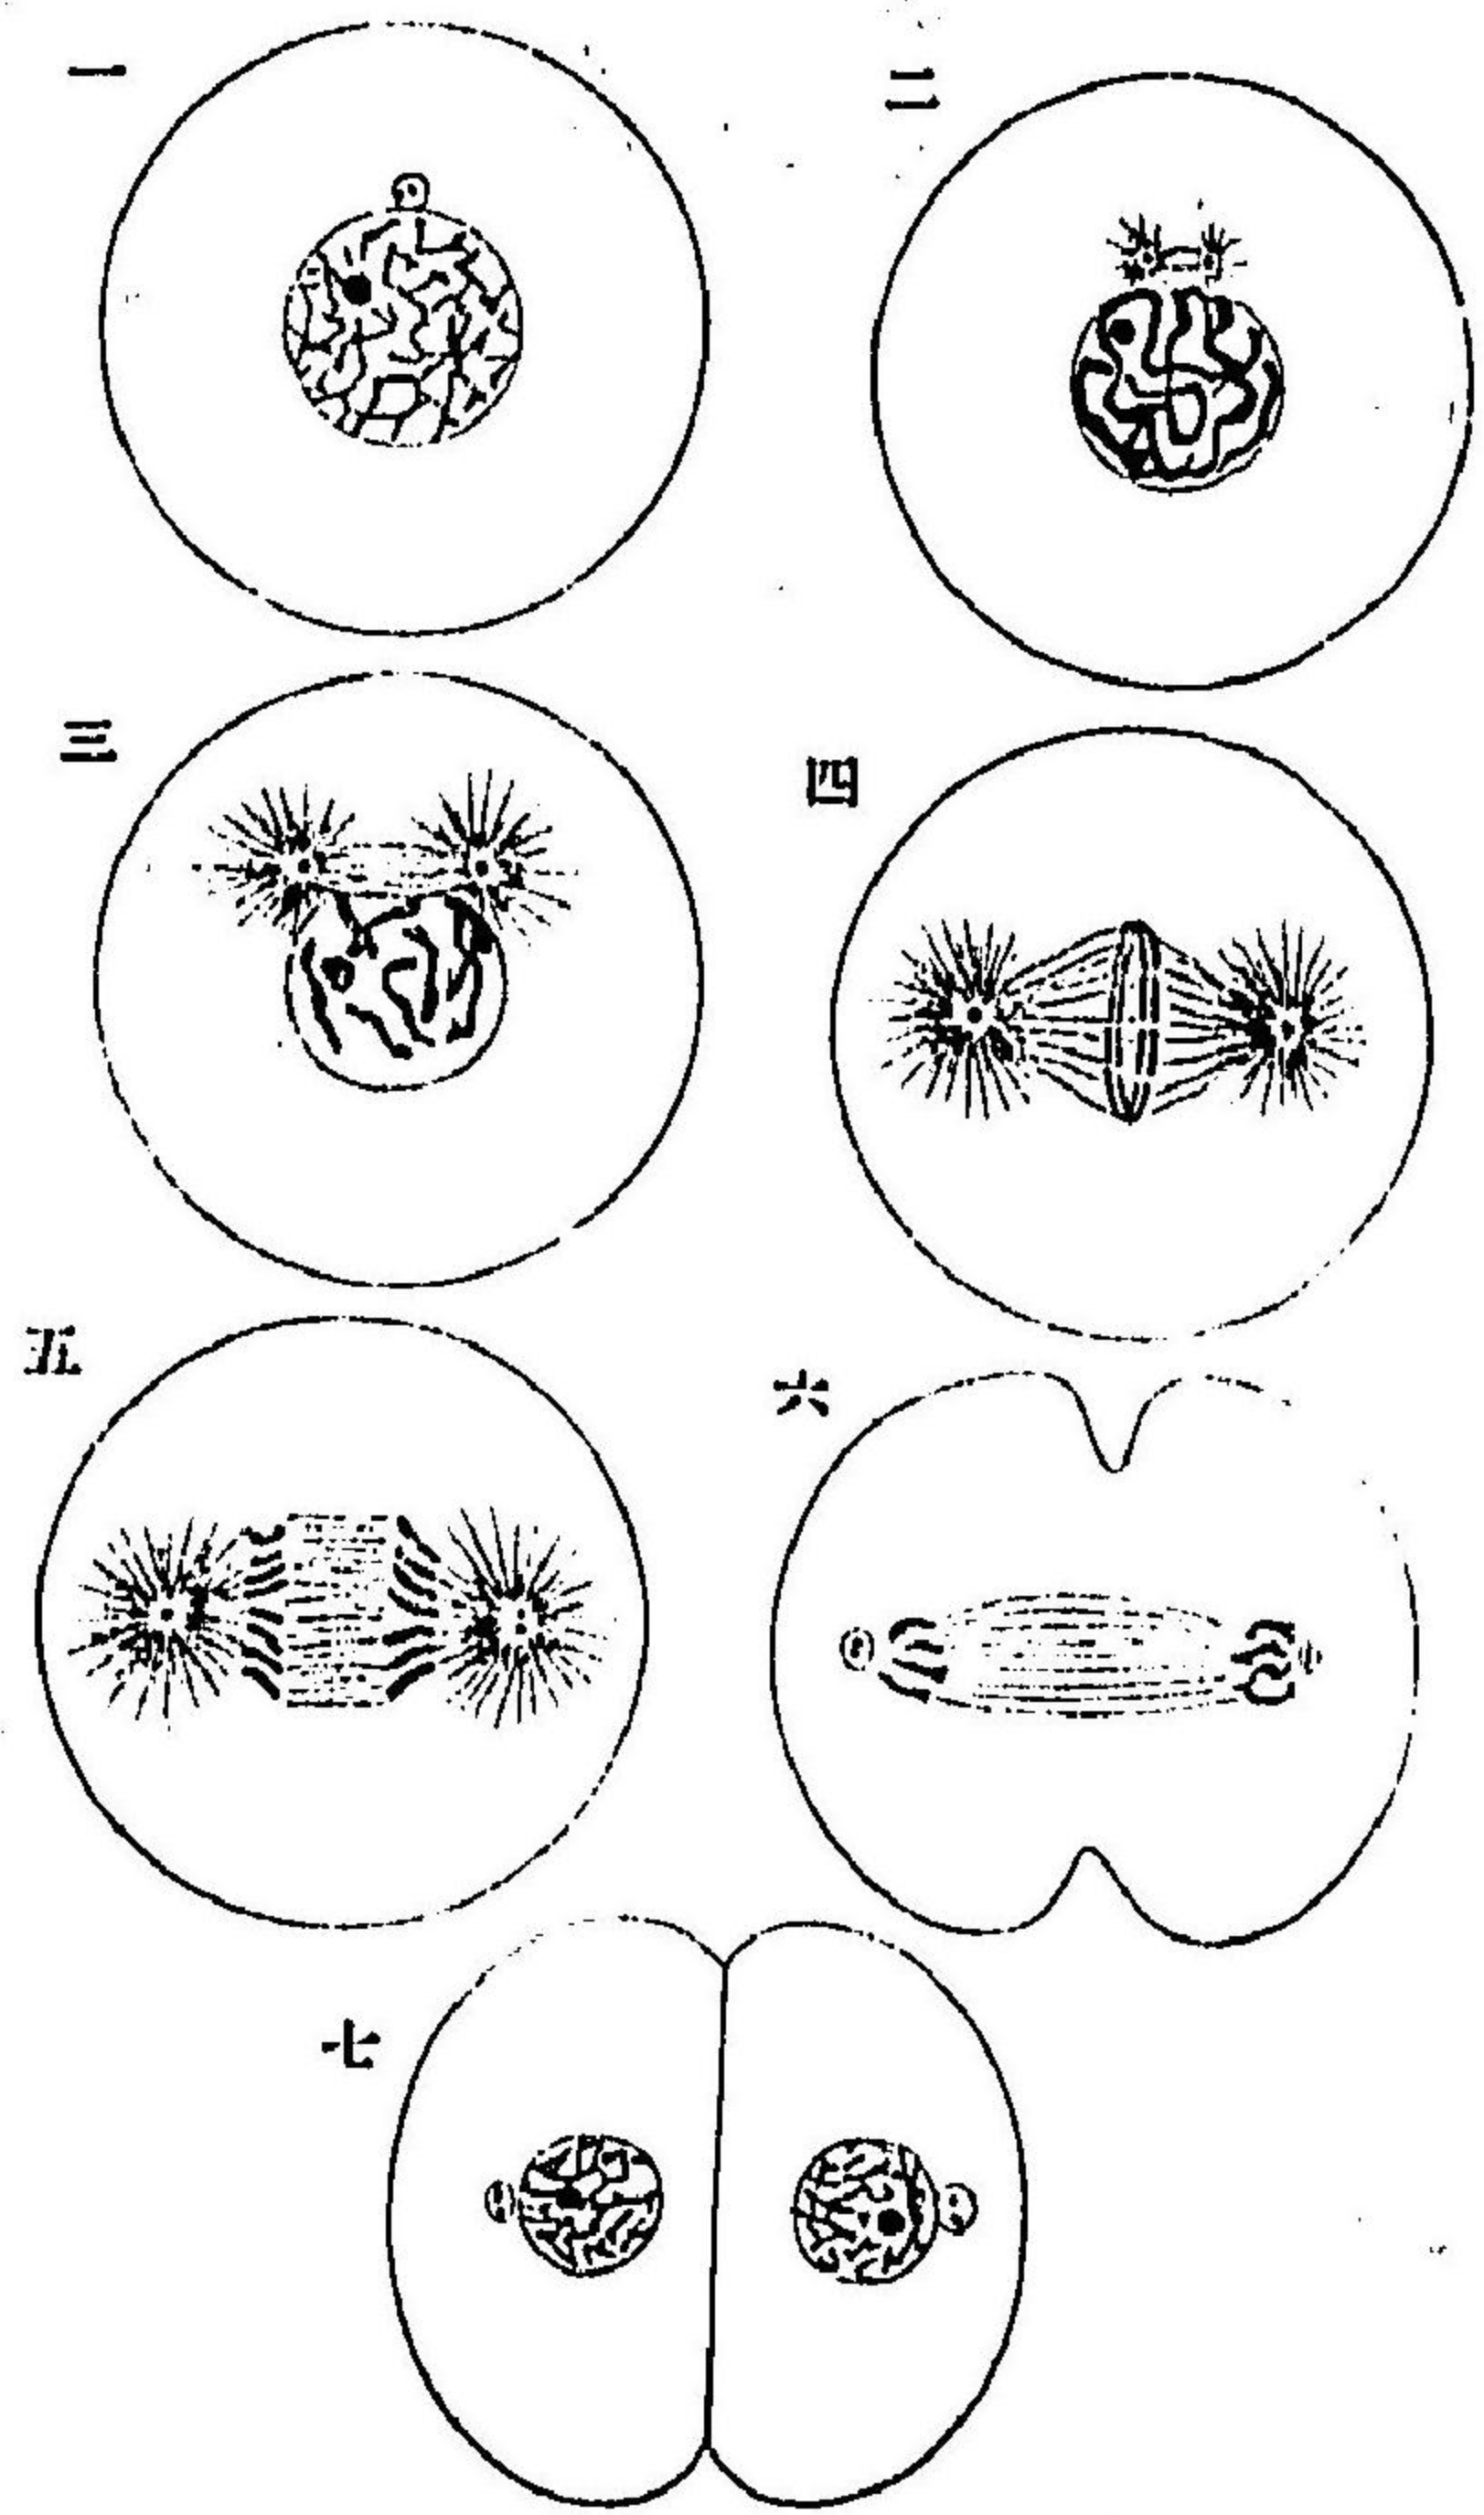 一
二
三
四
五
六
七